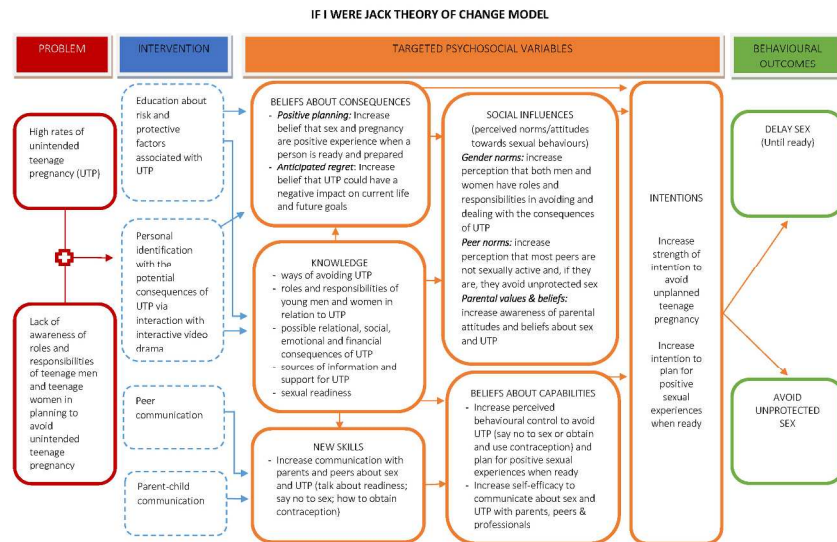 IF I WERE JACK THEORY OF CHANGE MODEL
PROBLEM
INTERVENTION
TARGETED PSYCHOSOCIAL VARIABLES
BEHAVIOURAL
OUTCOMES
High rates of
unintended
teenage
pregnancy (UTP)
Lack of
awareness of
roles and
responsibilities
of teenage men
and teenage
women in
planning to
avoid
unintended
teenage
pregnancy
Education about
risk and
protective
factors
associated with
UTP
Personal
identification
with the
potential
consequences of
UTP via
interaction with
interactive video
drama
Peer
communication
Parent-child
communication
BELIEFS ABOUT CONSEQUENCES
- Positive planning: Increase
belief that sex and pregnancy
are positive experience when a
person is ready and prepared
- Anticipated regret: Increase
belief that UTP could have a
negative impact on current life
and future goals
KNOWLEDGE
- ways of avoiding UTP
- roles and responsibilities of
young men and women in
relation to UTP
- possible relational, social,
emotional and financial
consequences of UTP
- sources of information and
support for UTP
- sexual readiness
NEW SKILLS
- Increase communication with
parents and peers about sex
and UTP (talk about readiness;
say no to sex; how to obtain
contraception)
SOCIAL INFLUENCES
(perceived norms/attitudes
towards sexual behaviours)
Gender norms: increase
perception that both men and
women have roles and
responsibilities in avoiding and
dealing with the consequences
of UTP
Peer norms: increase
perception that most peers are
not sexually active and, if they
are, they avoid unprotected sex
Parental values & beliefs:
increase awareness of parental
attitudes and beliefs about sex
and UTP
BELIEFS ABOUT CAPABILITIES
- Increase perceived
behavioural control to avoid
UTP (say no to sex or obtain
and use contraception) and
plan for positive sexual
experiences when ready
- Increase self-efficacy to
communicate about sex and
UTP with parents, peers &
professionals
INTENTIONS
Increase
strength of
intention to
avoid
unplanned
teenage
pregnancy
Increase
intention to
plan for
positive
sexual
experiences
when ready
DELAY SEX
(Until ready)
AVOID
UNPROTECTED
SEX